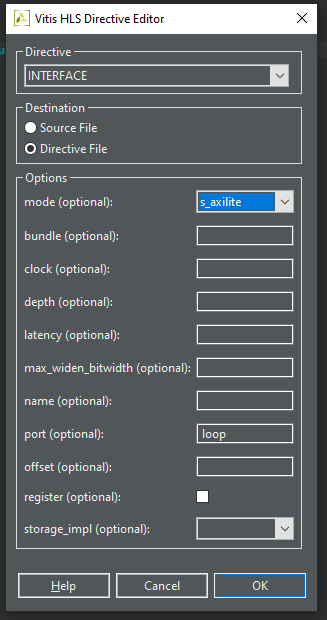 Vitis HLS Directive Editor
Directive
INTERFACE
Destination
Source File
Directive File
Options
mode (optional): s_axilite
bundle (optional):
clock (optional):
depth (optional):
latency (optional):
max_widen_bitwidth (optional):
name (optional):
port (optional): loop
offset (optional):
register (optional):
storage_impl (optional):
Help Cancel OK